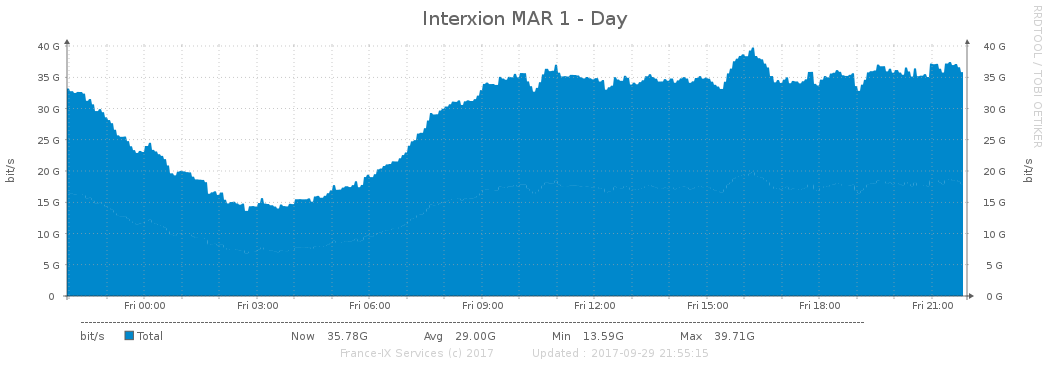 Interxion MAR 1 - Day
RRDTOOL / TOBI OETIKER
40 G 40 G
35 G 35 G
30 G 30 G
25 G 25 G
20 G 20 G
15 G 15 G
10 G 10 G
5 G 5 G
0 0 G
bit/s bit/s
Fri 00:00 Fri 03:00 Fri 06:00 Fri 09:00 Fri 12:00 Fri 15:00 Fri 18:00 Fri 21:00
bit/s Total Now 35.78G Avg 29.00G Min 13.59G Max 39.71G
France-IX Services (c) 2017 Updated : 2017-09-29 21:55:15